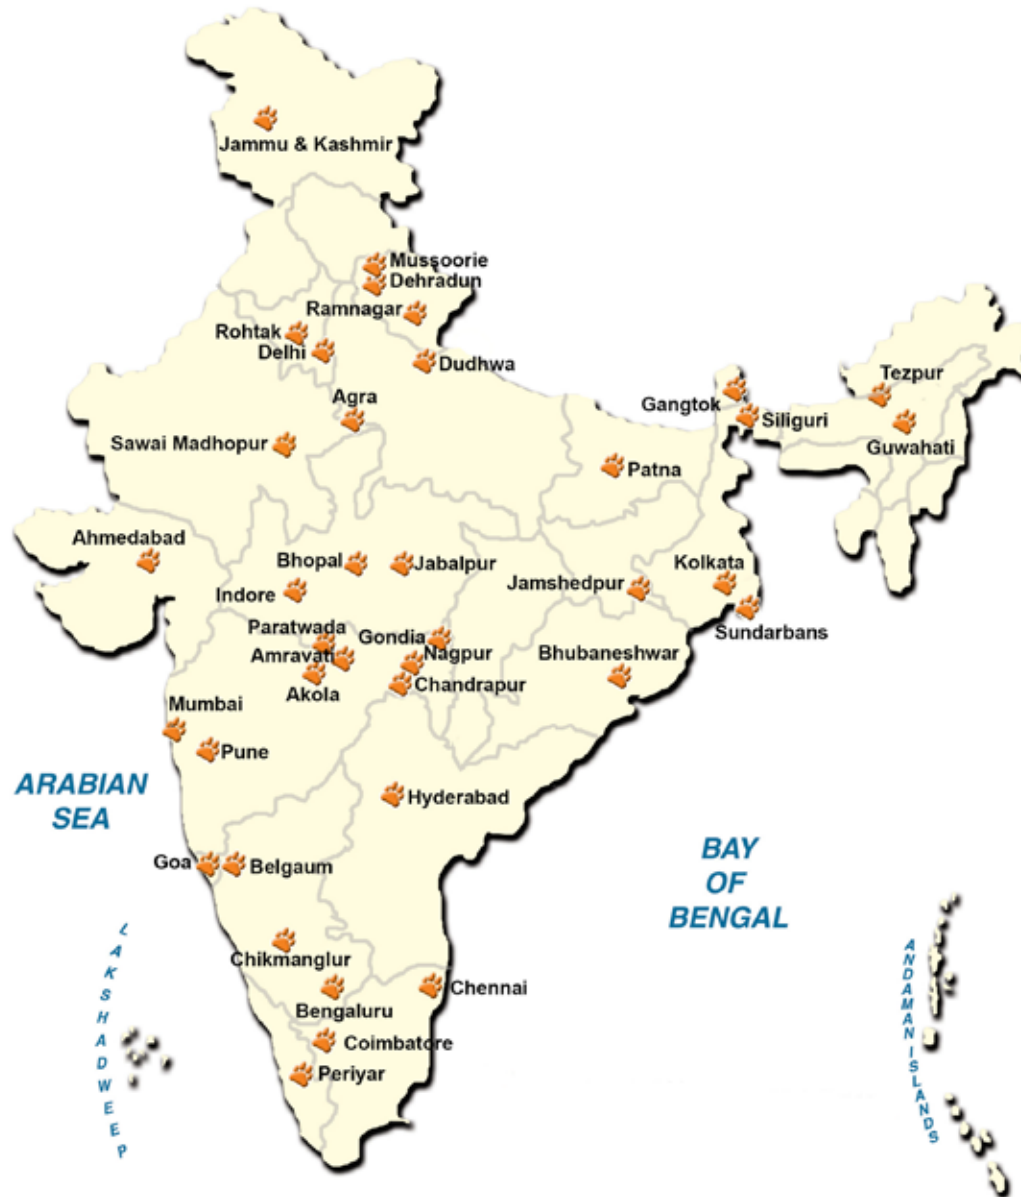 Jammu & Kashmir
Mussoorie
Dehradun
Ramnagar
Rohtak
Delhi
Dudhwa
Agra
Sawai Madhopur
Gangtok
Siliguri
Tezpur
Guwahati
Patna
Ahmedabad
Bhopal
Jabalpur
Indore
Jamshedpur
Kolkata
Sundarbans
Paratwada
Gondia
Amravati
Nagpur
Akola
Chandrapur
Bhubaneshwar
Mumbai
Pune
ARABIAN
SEA
Hyderabad
BAY
OF
BENGAL
Goa
Belgaum
LAKSHADWEEP
ANDAMAN ISLANDS
Chikmanglur
Bengaluru
Chennai
Coimbatore
Periyar